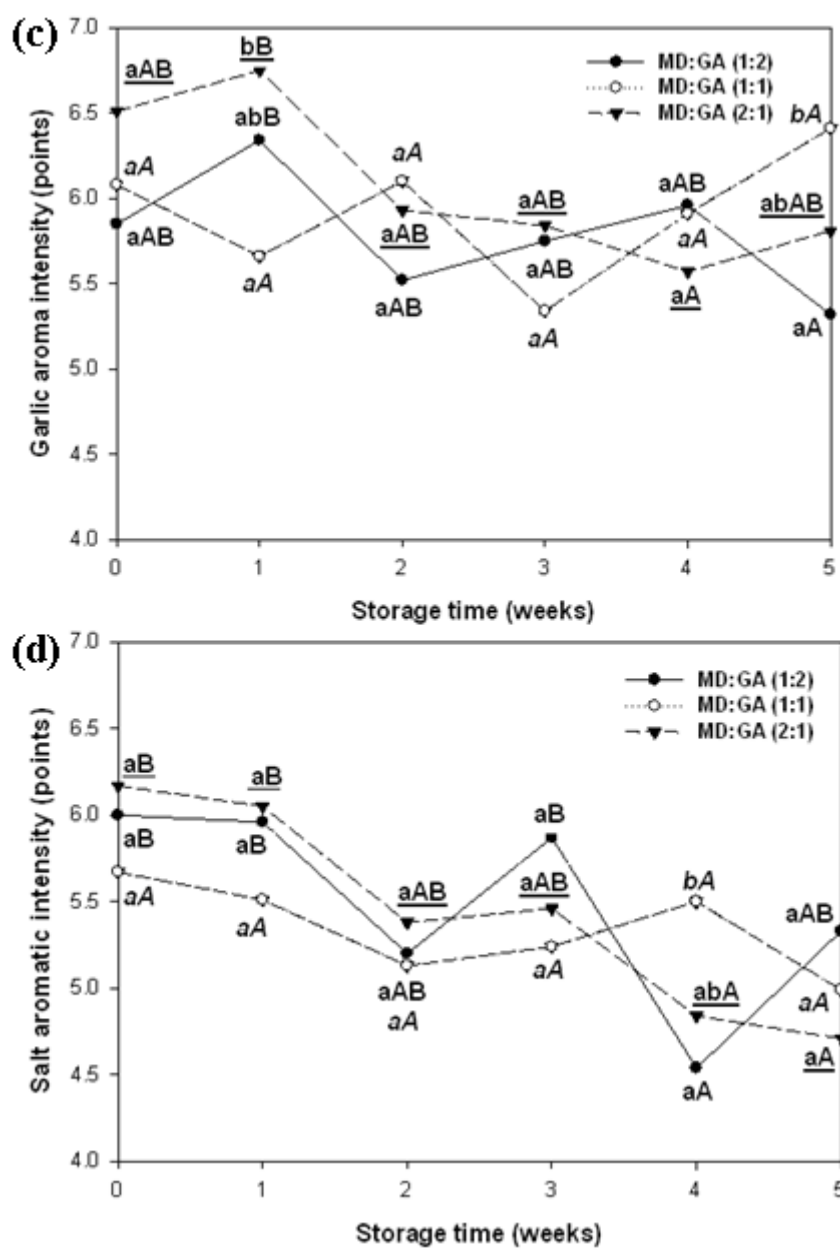 (c)
7.0
6.5
6.0
5.5
5.0
4.5
4.0
Garlic aroma intensity (points)
MD:GA (1:2)
MD:GA (1:1)
MD:GA (2:1)
aAB
bB
abB
aA
aA
bA
aAB
aAB
abAB
aAB
aAB
aA
aA
aAB
aAB
aA
aA
aA
0
1
2
3
4
5
Storage time (weeks)
(d)
7.0
6.5
6.0
5.5
5.0
4.5
4.0
Salt aromatic intensity (points)
MD:GA (1:2)
MD:GA (1:1)
MD:GA (2:1)
aB
aB
aB
aB
aB
aA
aA
aAB
aAB
bA
aAB
aAB
aA
aA
abA
aA
aA
aA
0
1
2
3
4
5
Storage time (weeks)